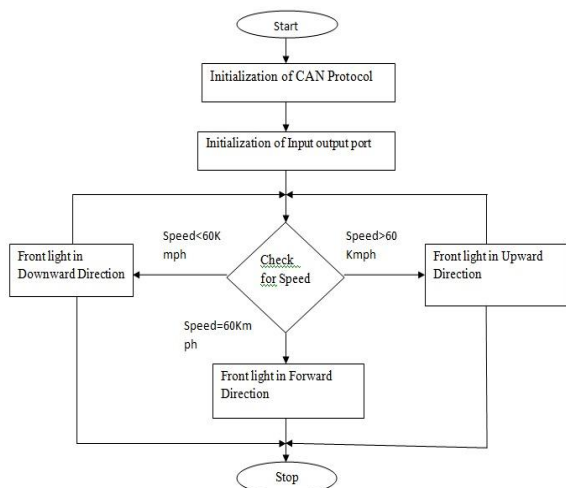 Start
Initialization of CAN Protocol
Initialization of Input output port
Speed<60K
mph
Speed>60
Kmph
Front light in
Downward Direction
Check
for Speed
Front light in Upward
Direction
Speed=60Km
ph
Front light in Forward
Direction
Stop